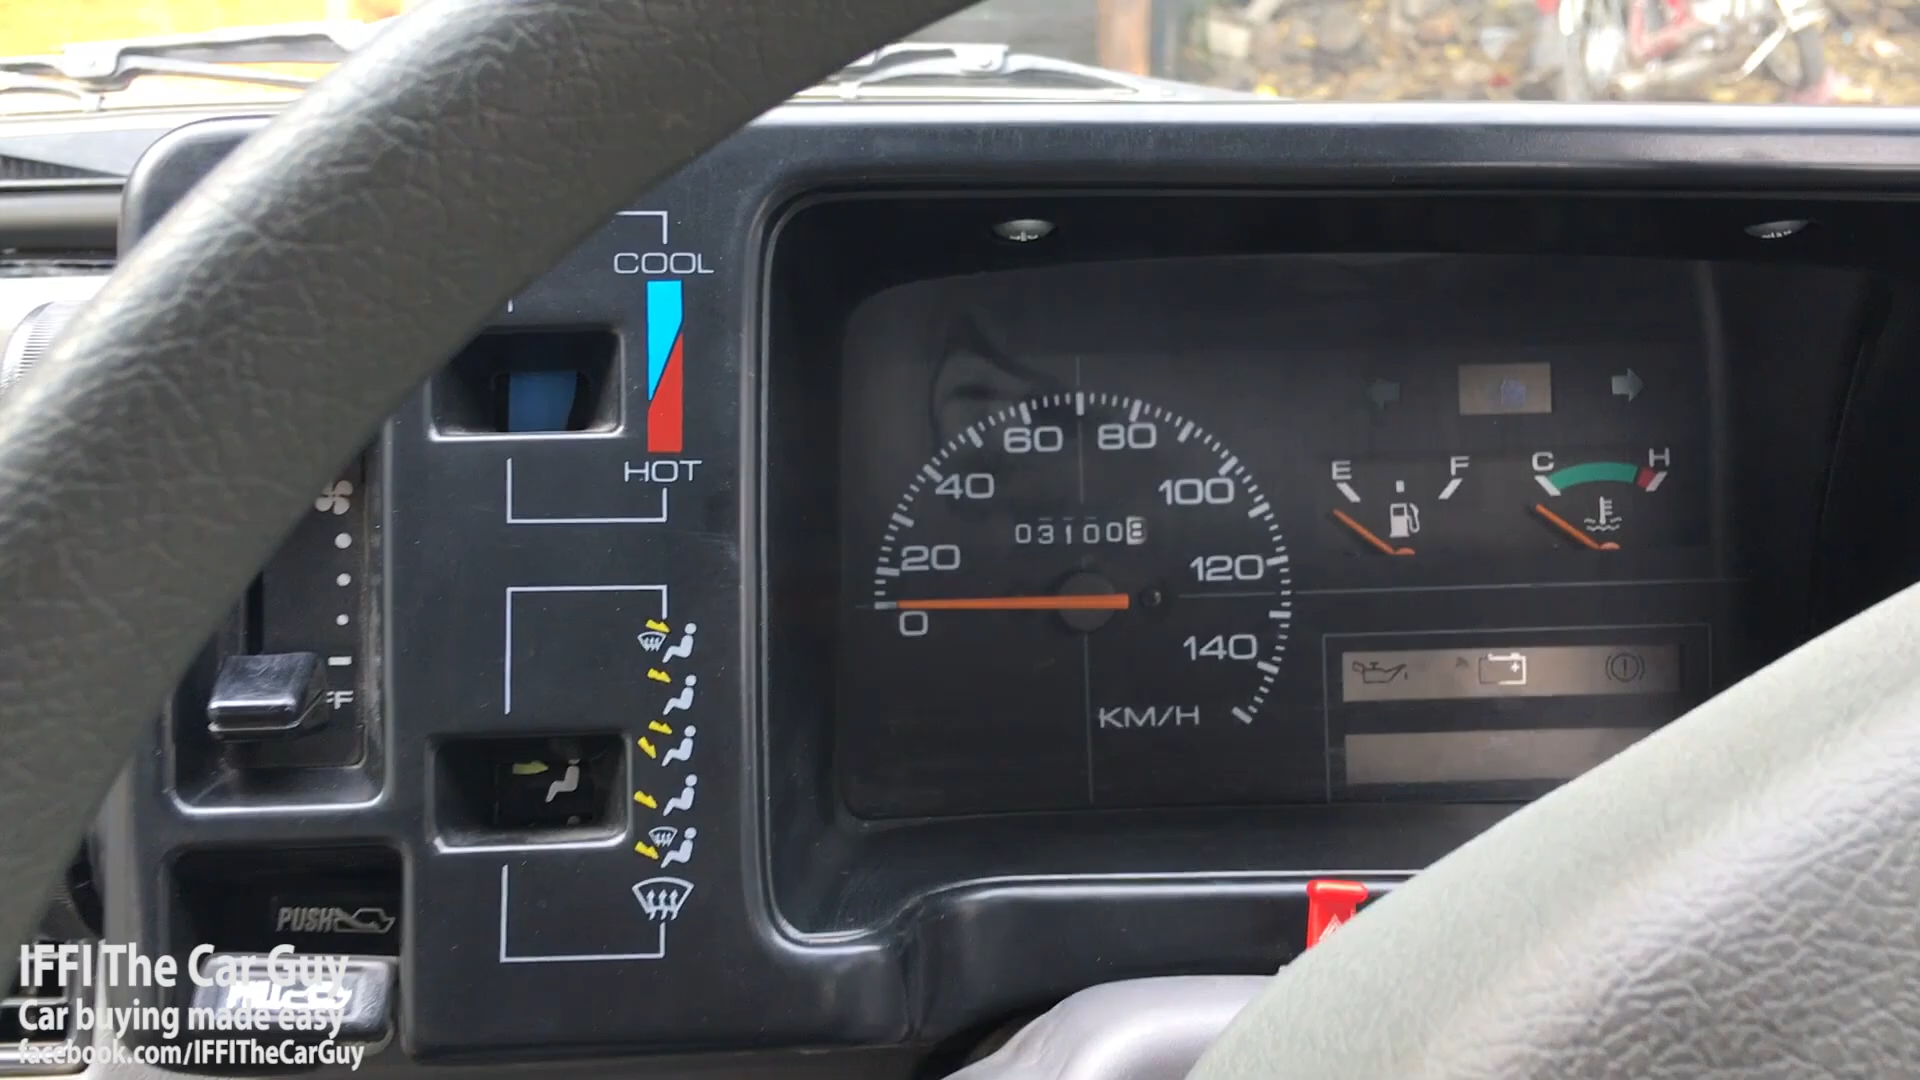 COOL
HOT
FF
PUSH
60
80
40
100
031008
20
120
0
140
KM/H
E
F
C
H
IFFI The Car Guy
Car buying made easy
facebook.com/IFFITheCarGuy